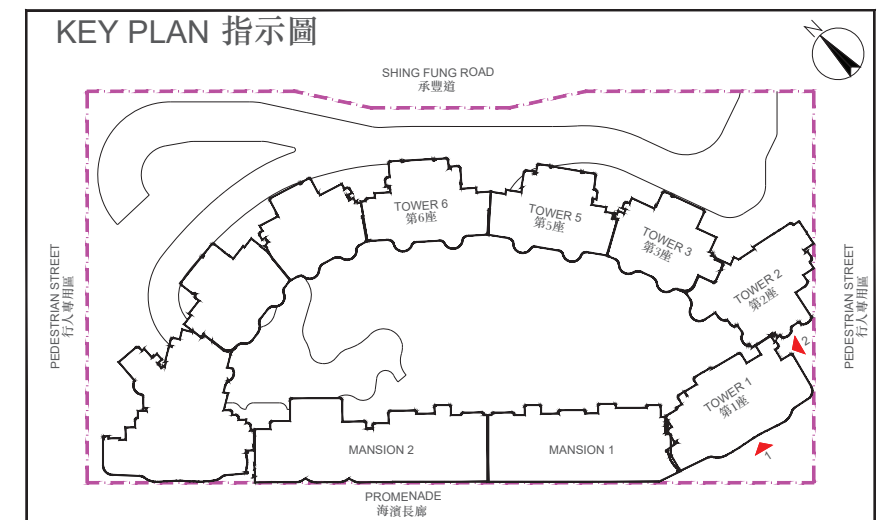 KEY PLAN 指示圖
N
SHING FUNG ROAD
承豐道
PEDESTRIAN STREET
行人專用區
TOWER 6
第6座
TOWER 5
第5座
TOWER 3
第3座
TOWER 2
第2座
2
TOWER 1
第1座
1
MANSION 2
MANSION 1
PEDESTRIAN STREET
行人專用區
PROMENADE
海濱長廊